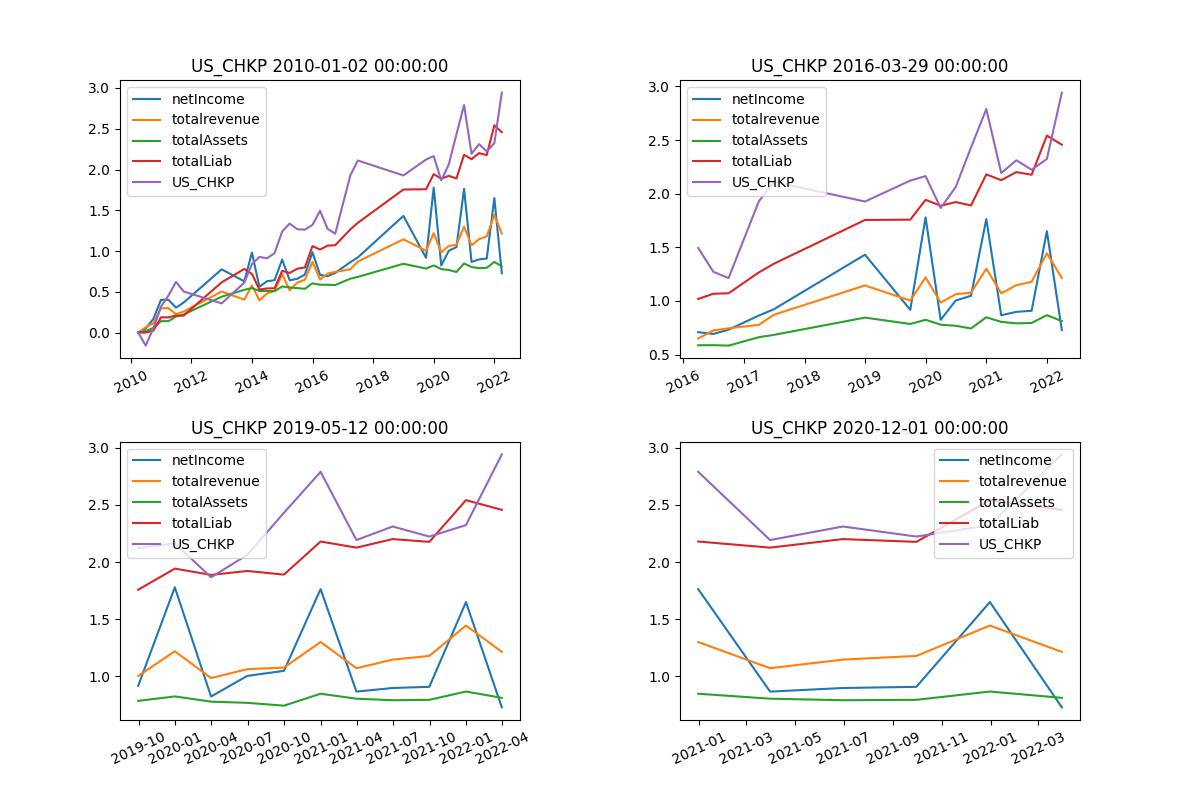 US_CHKP 2010-01-02 00:00:00
3.0
2.5
2.0
1.5
1.0
0.5
0.0
netIncome
totalrevenue
totalAssets
totalLiab
US_CHKP
2010 2012 2014 2016 2018 2020 2022
US_CHKP 2016-03-29 00:00:00
3.0
2.5
2.0
1.5
1.0
0.5
netIncome
totalrevenue
totalAssets
totalLiab
US_CHKP
2016 2017 2018 2019 2020 2021 2022
US_CHKP 2019-05-12 00:00:00
3.0
2.5
2.0
1.5
1.0
netIncome
totalrevenue
totalAssets
totalLiab
US_CHKP
2019-10 2020-01 2020-04 2020-07 2020-10 2021-01 2021-04 2021-07 2021-10 2022-01 2022-04
US_CHKP 2020-12-01 00:00:00
3.0
2.5
2.0
1.5
1.0
netIncome
totalrevenue
totalAssets
totalLiab
US_CHKP
2021-01 2021-03 2021-05 2021-07 2021-09 2021-11 2022-01 2022-03